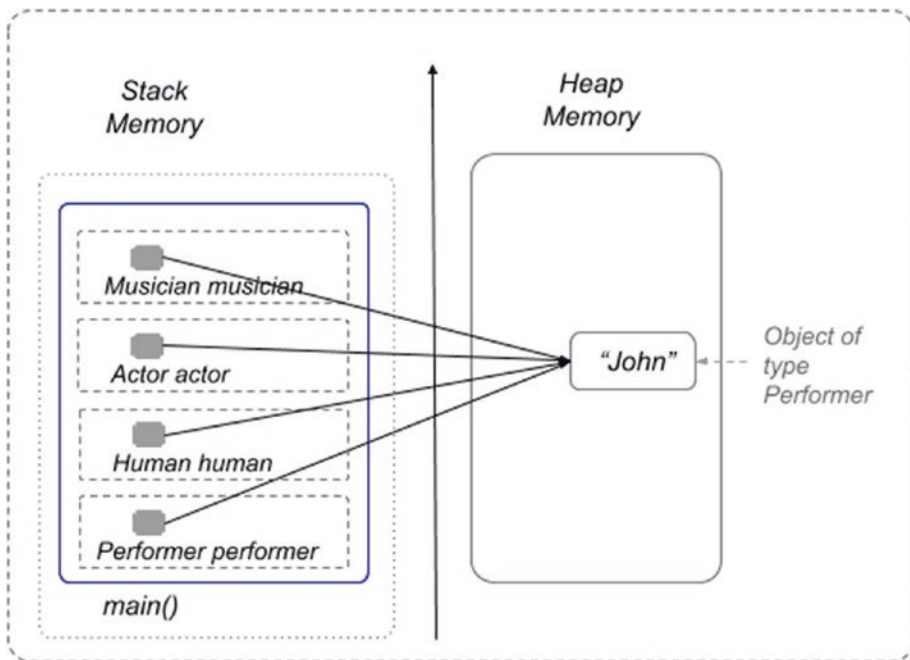 Stack
Memory
Heap
Memory
Musician musician
Actor actor
Human human
Performer performer
main()
“John”
Object of
type
Performer